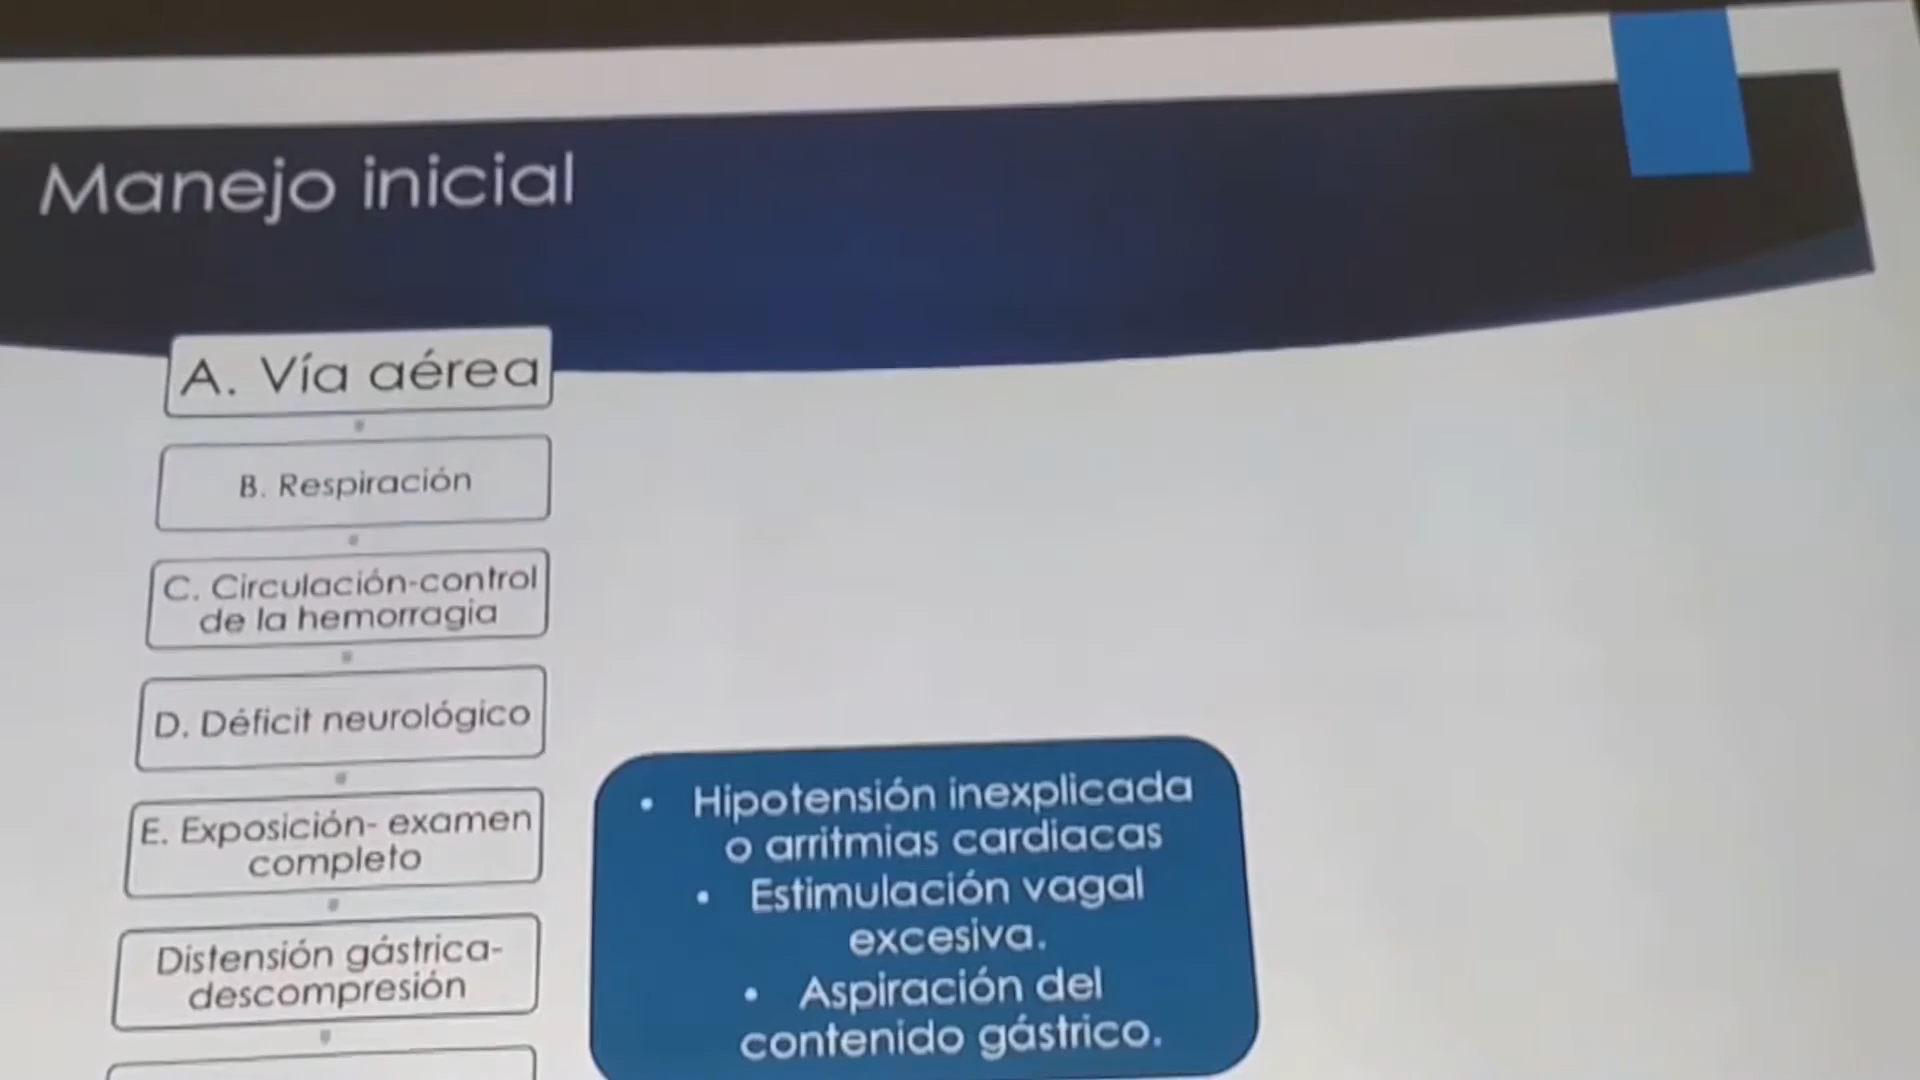 Manejo inicial
A. Vía aérea
B. Respiración
C. Circulación-control
de la hemorragia
D. Déficit neurológico
E. Exposición- examen
completo
Distensión gástrica-
descompresión
• Hipotensión inexplicada
o arritmias cardiacas
• Estimulación vagal
excesiva.
• Aspiración del
contenido gástrico.